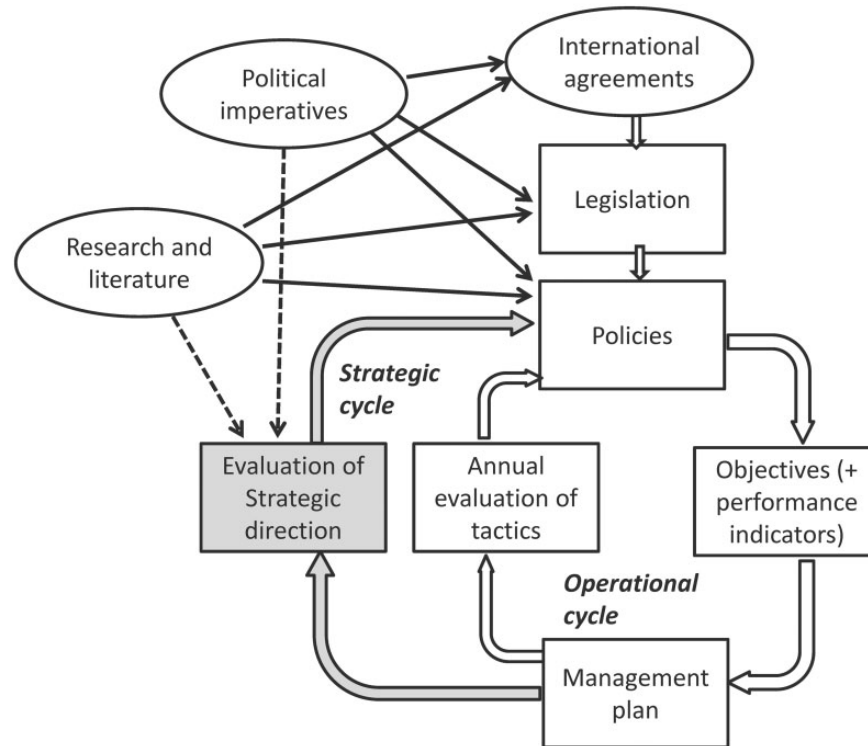 International
agreements
Political
imperatives
Legislation
Research and
literature
Policies
Strategic
cycle
Evaluation of
Strategic
direction
Annual
evaluation of
tactics
Objectives (+
performance
indicators)
Operational
cycle
Management
plan